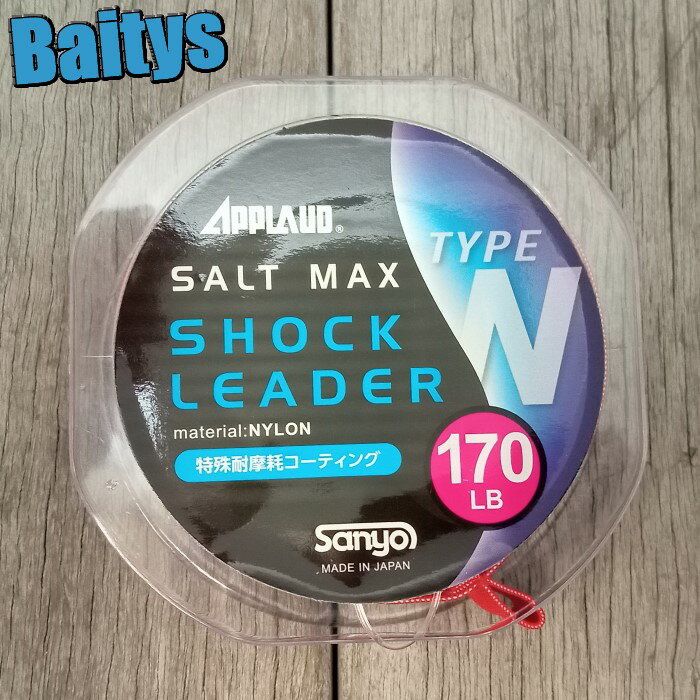 Baitys
APPLAUD®
SALT MAX
SHOCK
LEADER
TYPE
N
material:NYLON
特殊耐摩耗コーティング
170
LB
Sanyo
MADE IN JAPAN